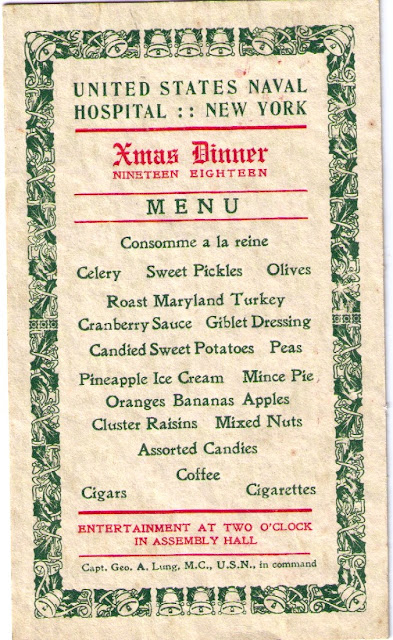 UNITED STATES NAVAL
HOSPITAL :: NEW YORK
Xmas Dinner
NINETEEN EIGHTEEN
MENU
Consomme a la reine
Celery Sweet Pickles Olives
Roast Maryland Turkey
Cranberry Sauce Giblet Dressing
Candied Sweet Potatoes Peas
Pineapple Ice Cream Mince Pie
Oranges Bananas Apples
Cluster Raisins Mixed Nuts
Assorted Candies
Coffee
Cigars Cigarettes
ENTERTAINMENT AT TWO O'CLOCK
IN ASSEMBLY HALL
Capt. Geo. A. Lung, M.C., U.S.N., in command